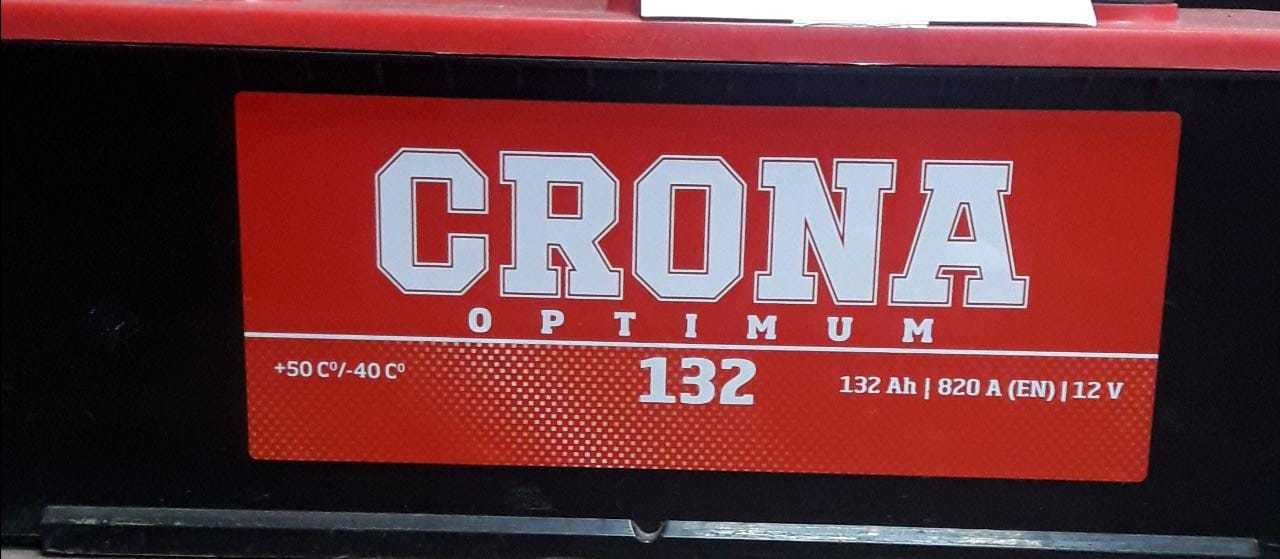 CRONA
OPTIMUM
+50 C⁰/-40 C⁰
132
132 Ah | 820 A (EN) | 12 V